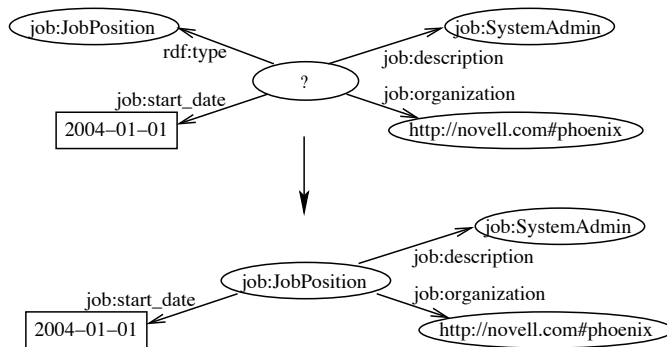 job:JobPosition
job:SystemAdmin
rdf:type
job:description
?
job:start_date
job:organization
2004–01–01
http://novell.com#phoenix
job:SystemAdmin
job:description
job:JobPosition
job:start_date
job:organization
2004–01–01
http://novell.com#phoenix